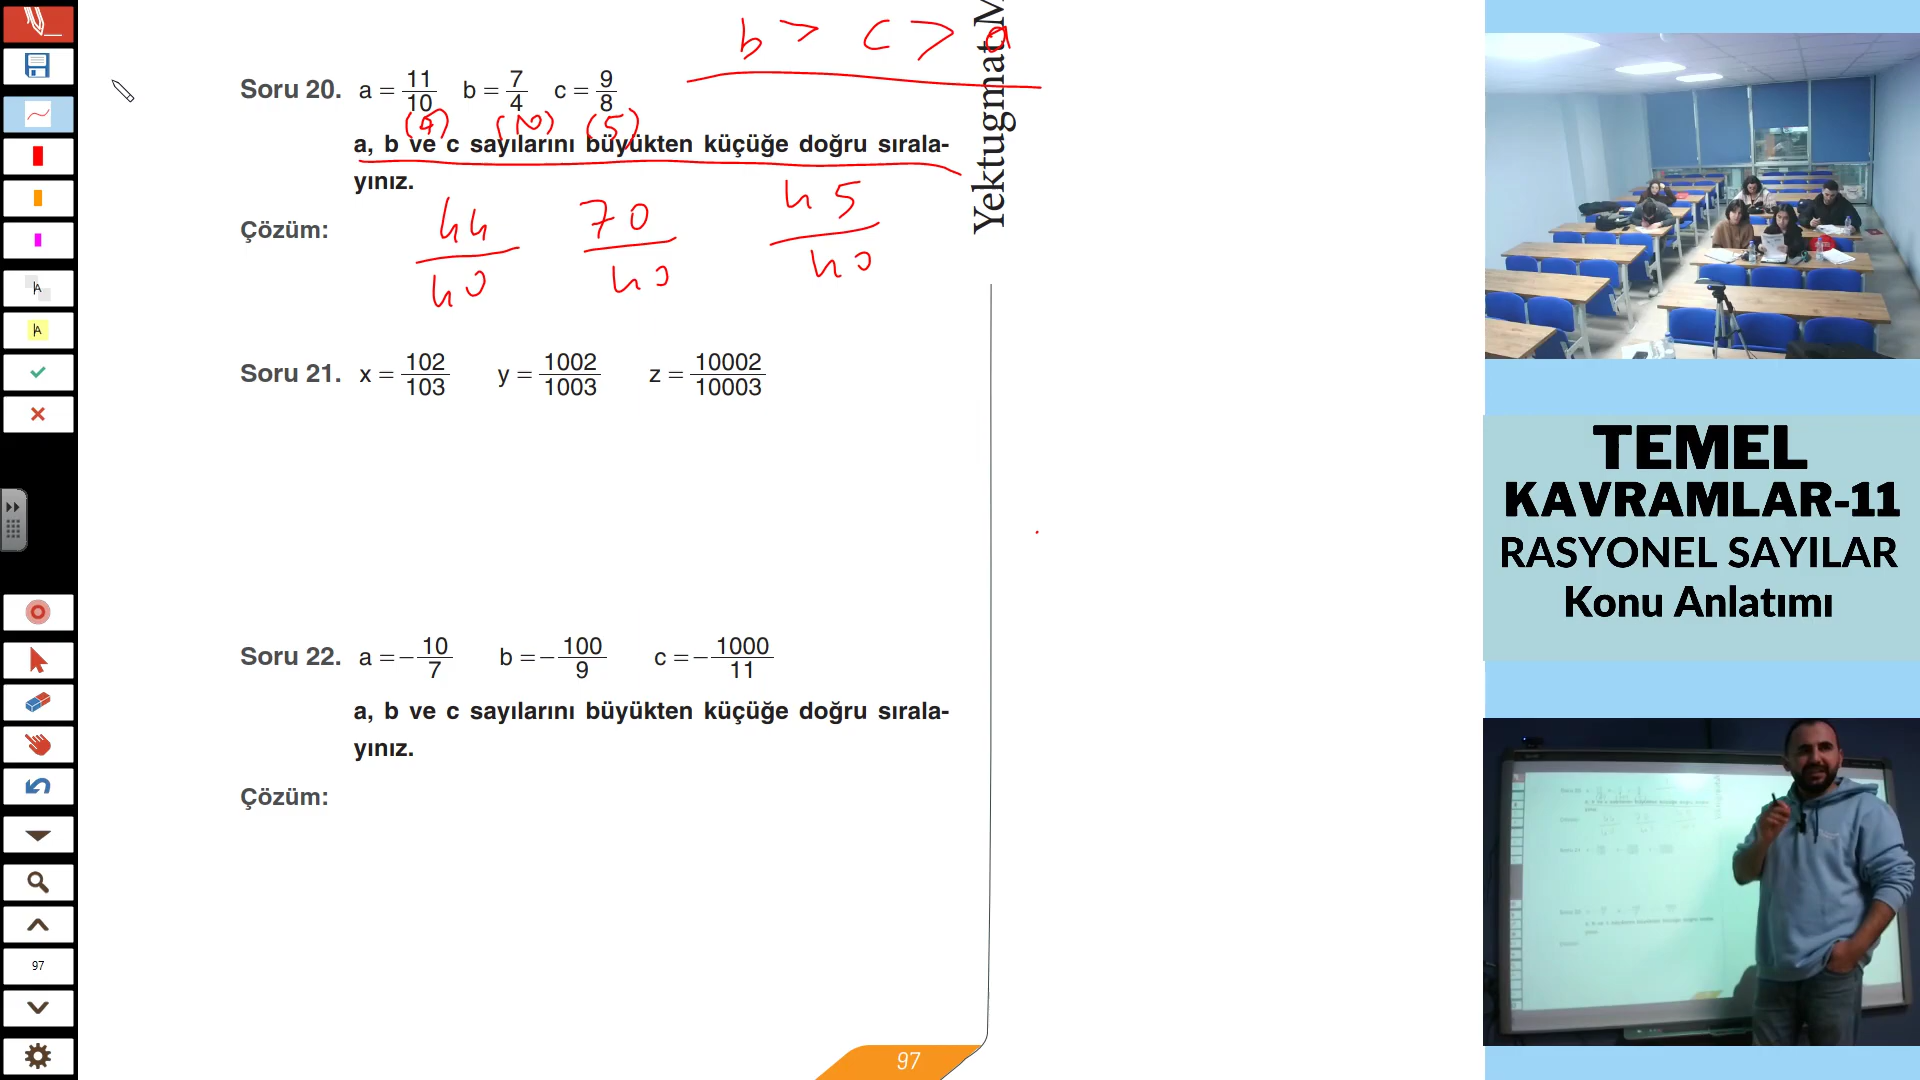 b > c > a
Soru 20. a = 11/10 b = 7/4 c = 9/8
(4) (10) (5)
a, b ve c sayılarını büyükten küçüğe doğru sırala-
yınız.
Çözüm:
44/40 70/40 45/40
Soru 21. x = 102/103 y = 1002/1003 z = 10002/10003
Soru 22. a = -10/7 b = -100/9 c = -1000/11
a, b ve c sayılarını büyükten küçüğe doğru sırala-
yınız.
Çözüm:
97
Yektugmat
97
TEMEL
KAVRAMLAR-11
RASYONEL SAYILAR
Konu Anlatımı